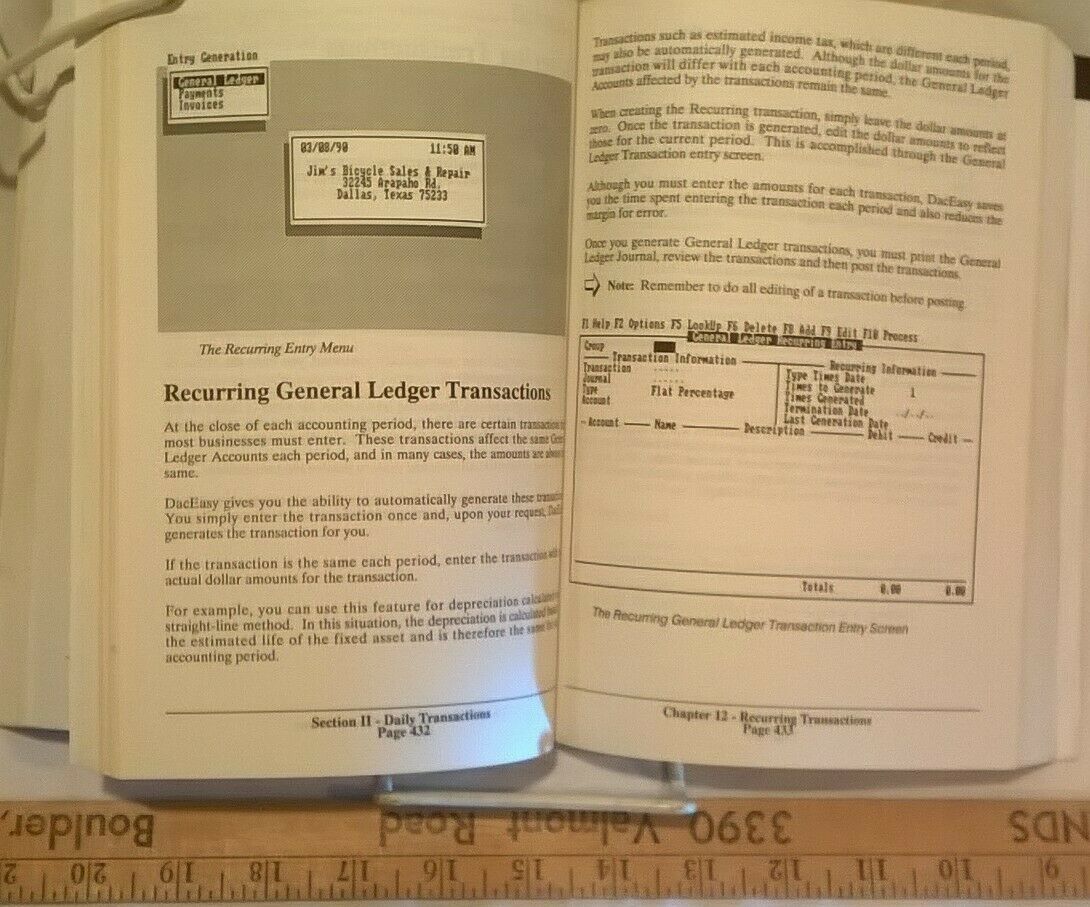 Entry Generation
General Ledger
Payments
Invoices
03/08/90 11:50 AM
Jim's Bicycle Sales & Repair
32245 Arapaho Rd.
Dallas, Texas 75233
The Recurring Entry Menu
Recurring General Ledger Transactions
At the close of each accounting period, there are certain
most businesses must enter. These transactions affect the same
Ledger Accounts each period, and in many cases, the amounts are
same.
DacEasy gives you the ability to automatically generate these
You simply enter the transaction once and, upon your request,
generates the transaction for you.
If the transaction is the same each period, enter the transaction
actual dollar amounts for the transaction.
For example, you can use this feature for depreciation
straight-line method. In this situation, the depreciation is calculated
the estimated life of the fixed asset and is therefore the same
accounting period.
Section II - Daily Transactions
Page 432
Transactions such as estimated income tax, which are different each period,
may also be automatically generated. Although the dollar amounts for the
transaction will differ with each accounting period, the General Ledger
Accounts affected by the transactions remain the same.
When creating the Recurring transaction, simply leave the dollar amounts at
zero. Once the transaction is generated, edit the dollar amounts to reflect
those for the current period. This is accomplished through the General
Ledger Transaction entry screen.
Although you must enter the amounts for each transaction, DacEasy saves
you the time spent entering the transaction each period and also reduces the
margin for error.
Once you generate General Ledger transactions, you must print the General
Ledger Journal, review the transactions and then post the transactions.
Note: Remember to do all editing of a transaction before posting.
F1 Help F2 Options F5 LookUp F6 Delete F8 Add F9 Edit F10 Process
General Ledger Recurring Entry
Group
Transaction Information
Transaction
Journal
Type Flat Percentage
Account
Recurring Information
Type Times Date
Times to Generate 1
Times Generated
Termination Date --/--/--
Last Generation Date
Account Name Description Debit Credit
Totals 0.00 0.00
The Recurring General Ledger Transaction Entry Screen
Chapter 12 - Recurring Transactions
Page 433
NDS 3390 Valmont Road Boulder,
9 10 11 12 13 14 15 16 17 18 19 20 2